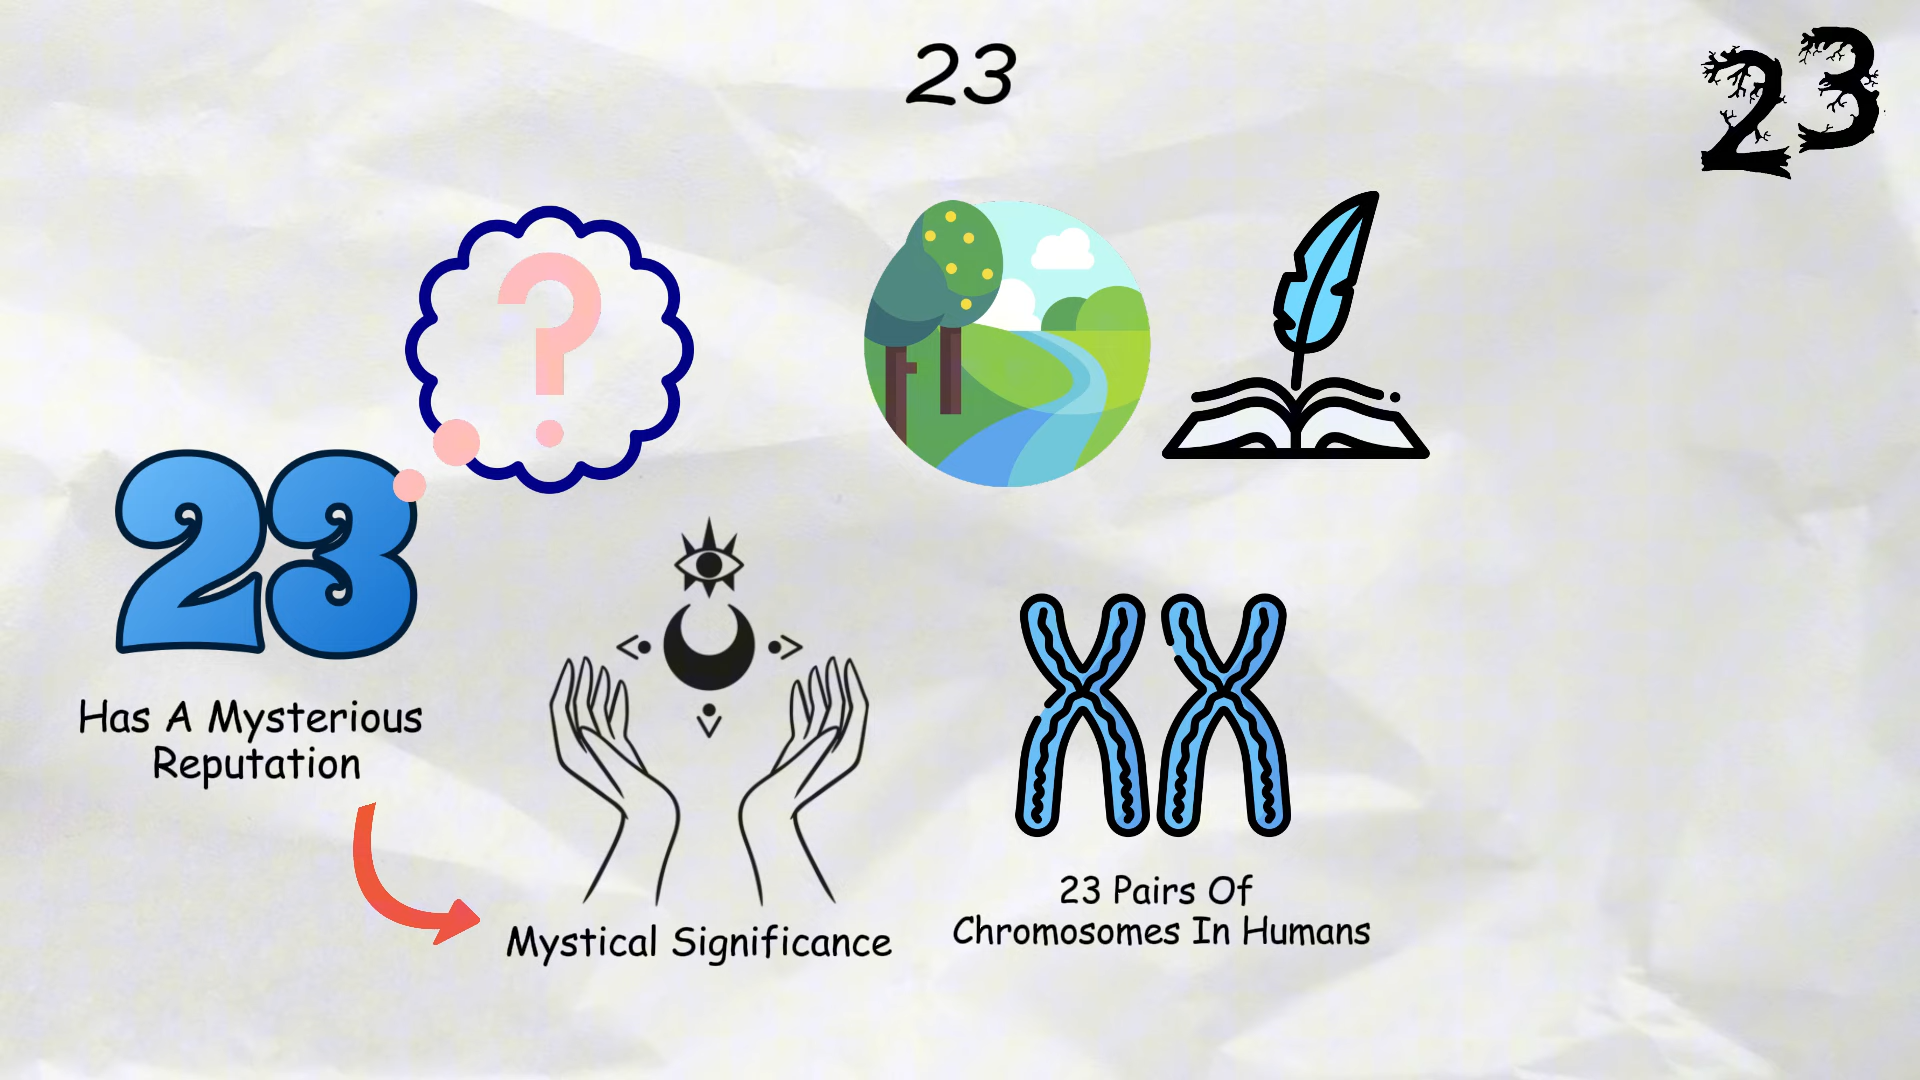 23
23
23
Has A Mysterious
Reputation
Mystical Significance
23 Pairs Of
Chromosomes In Humans